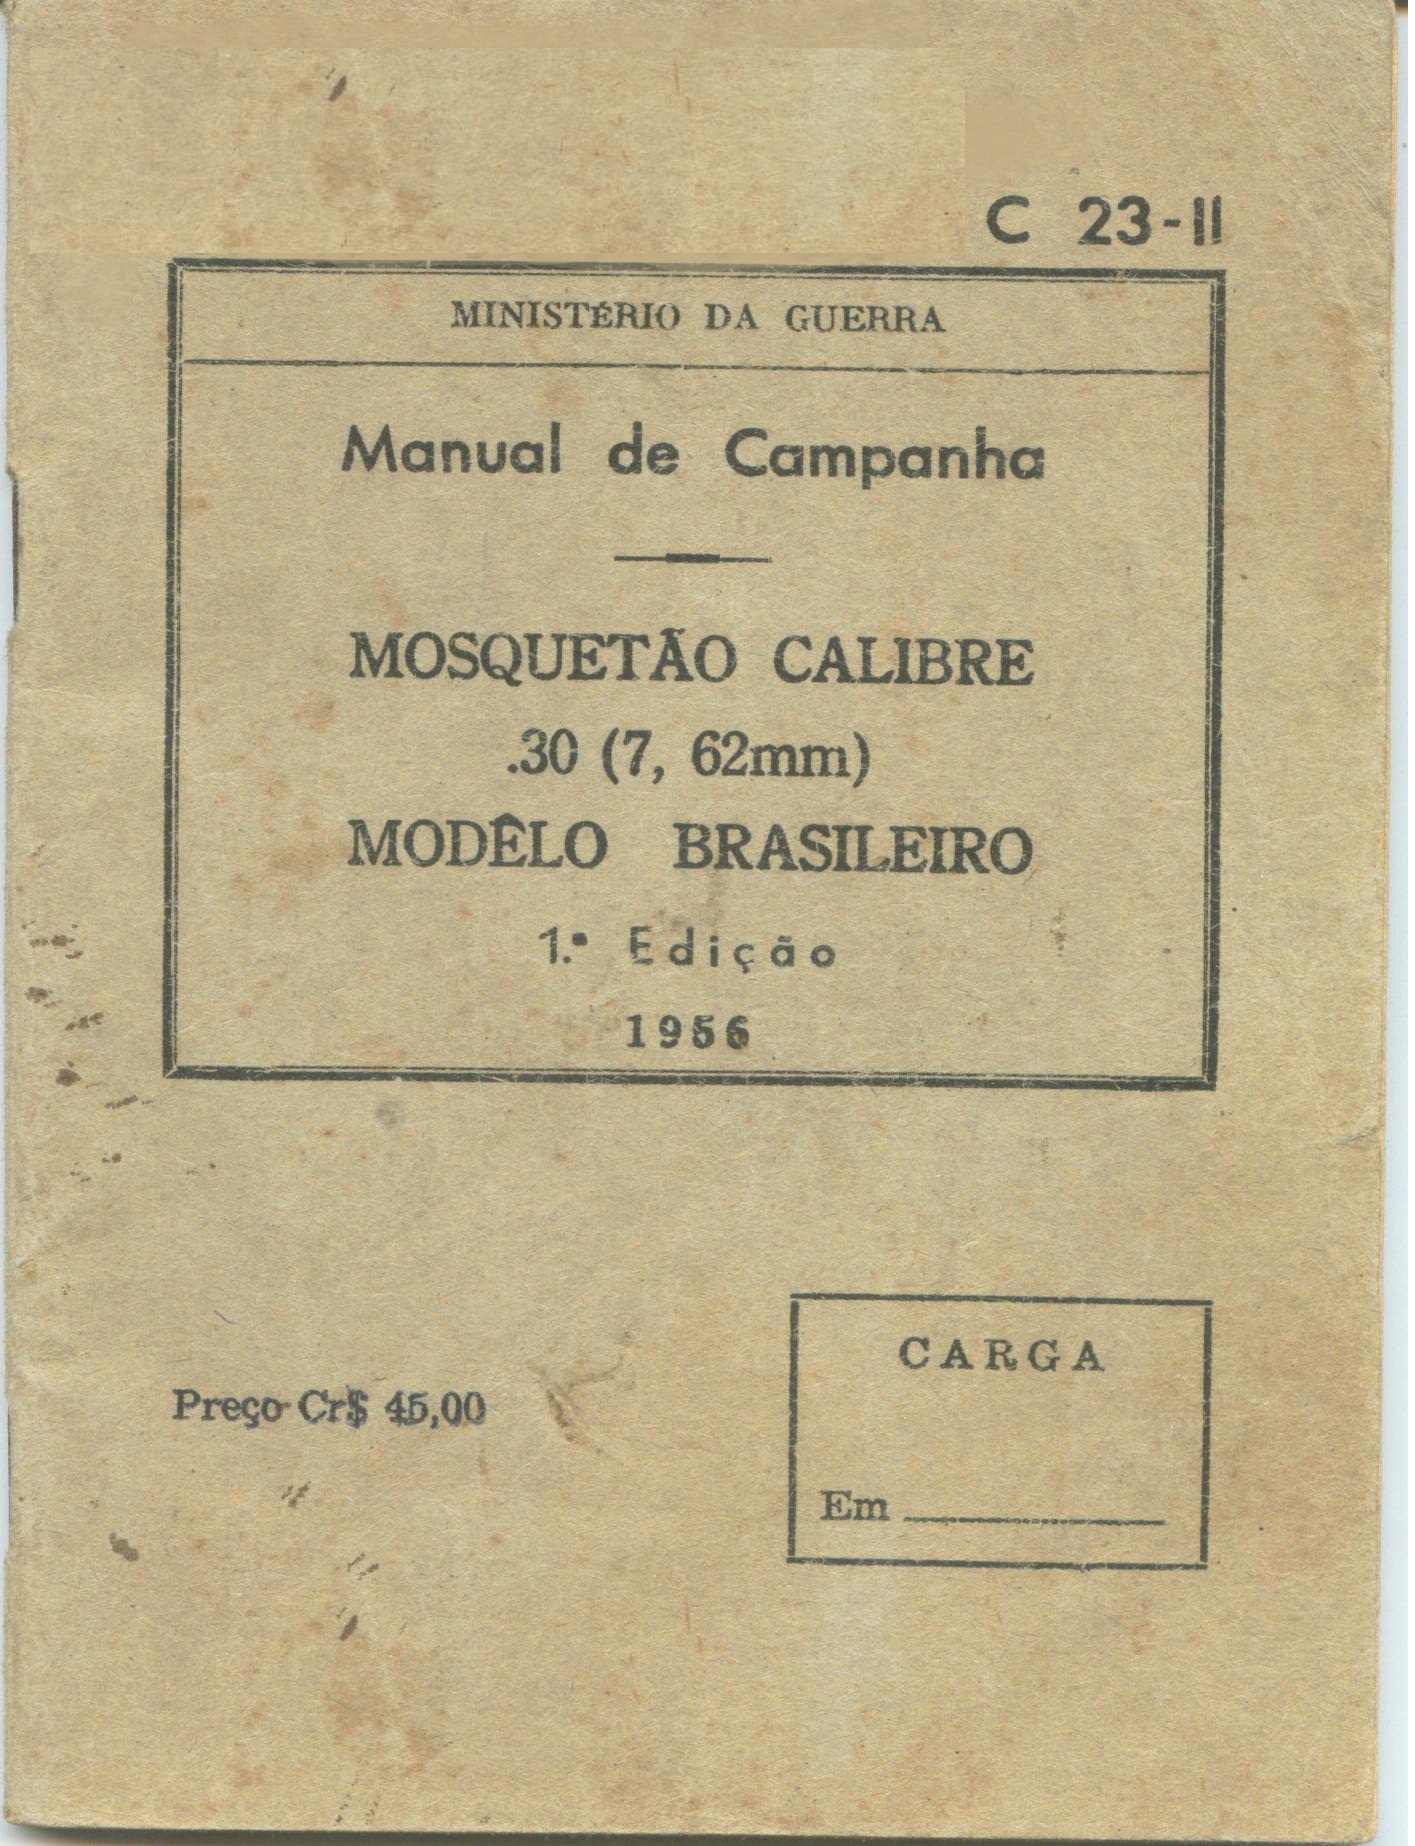 C 23-11
MINISTÉRIO DA GUERRA
Manual de Campanha
MOSQUETÃO CALIBRE
.30 (7, 62mm)
MODÊLO BRASILEIRO
1.ª Edição
1956
Preço Cr$ 45,00
CARGA
Em